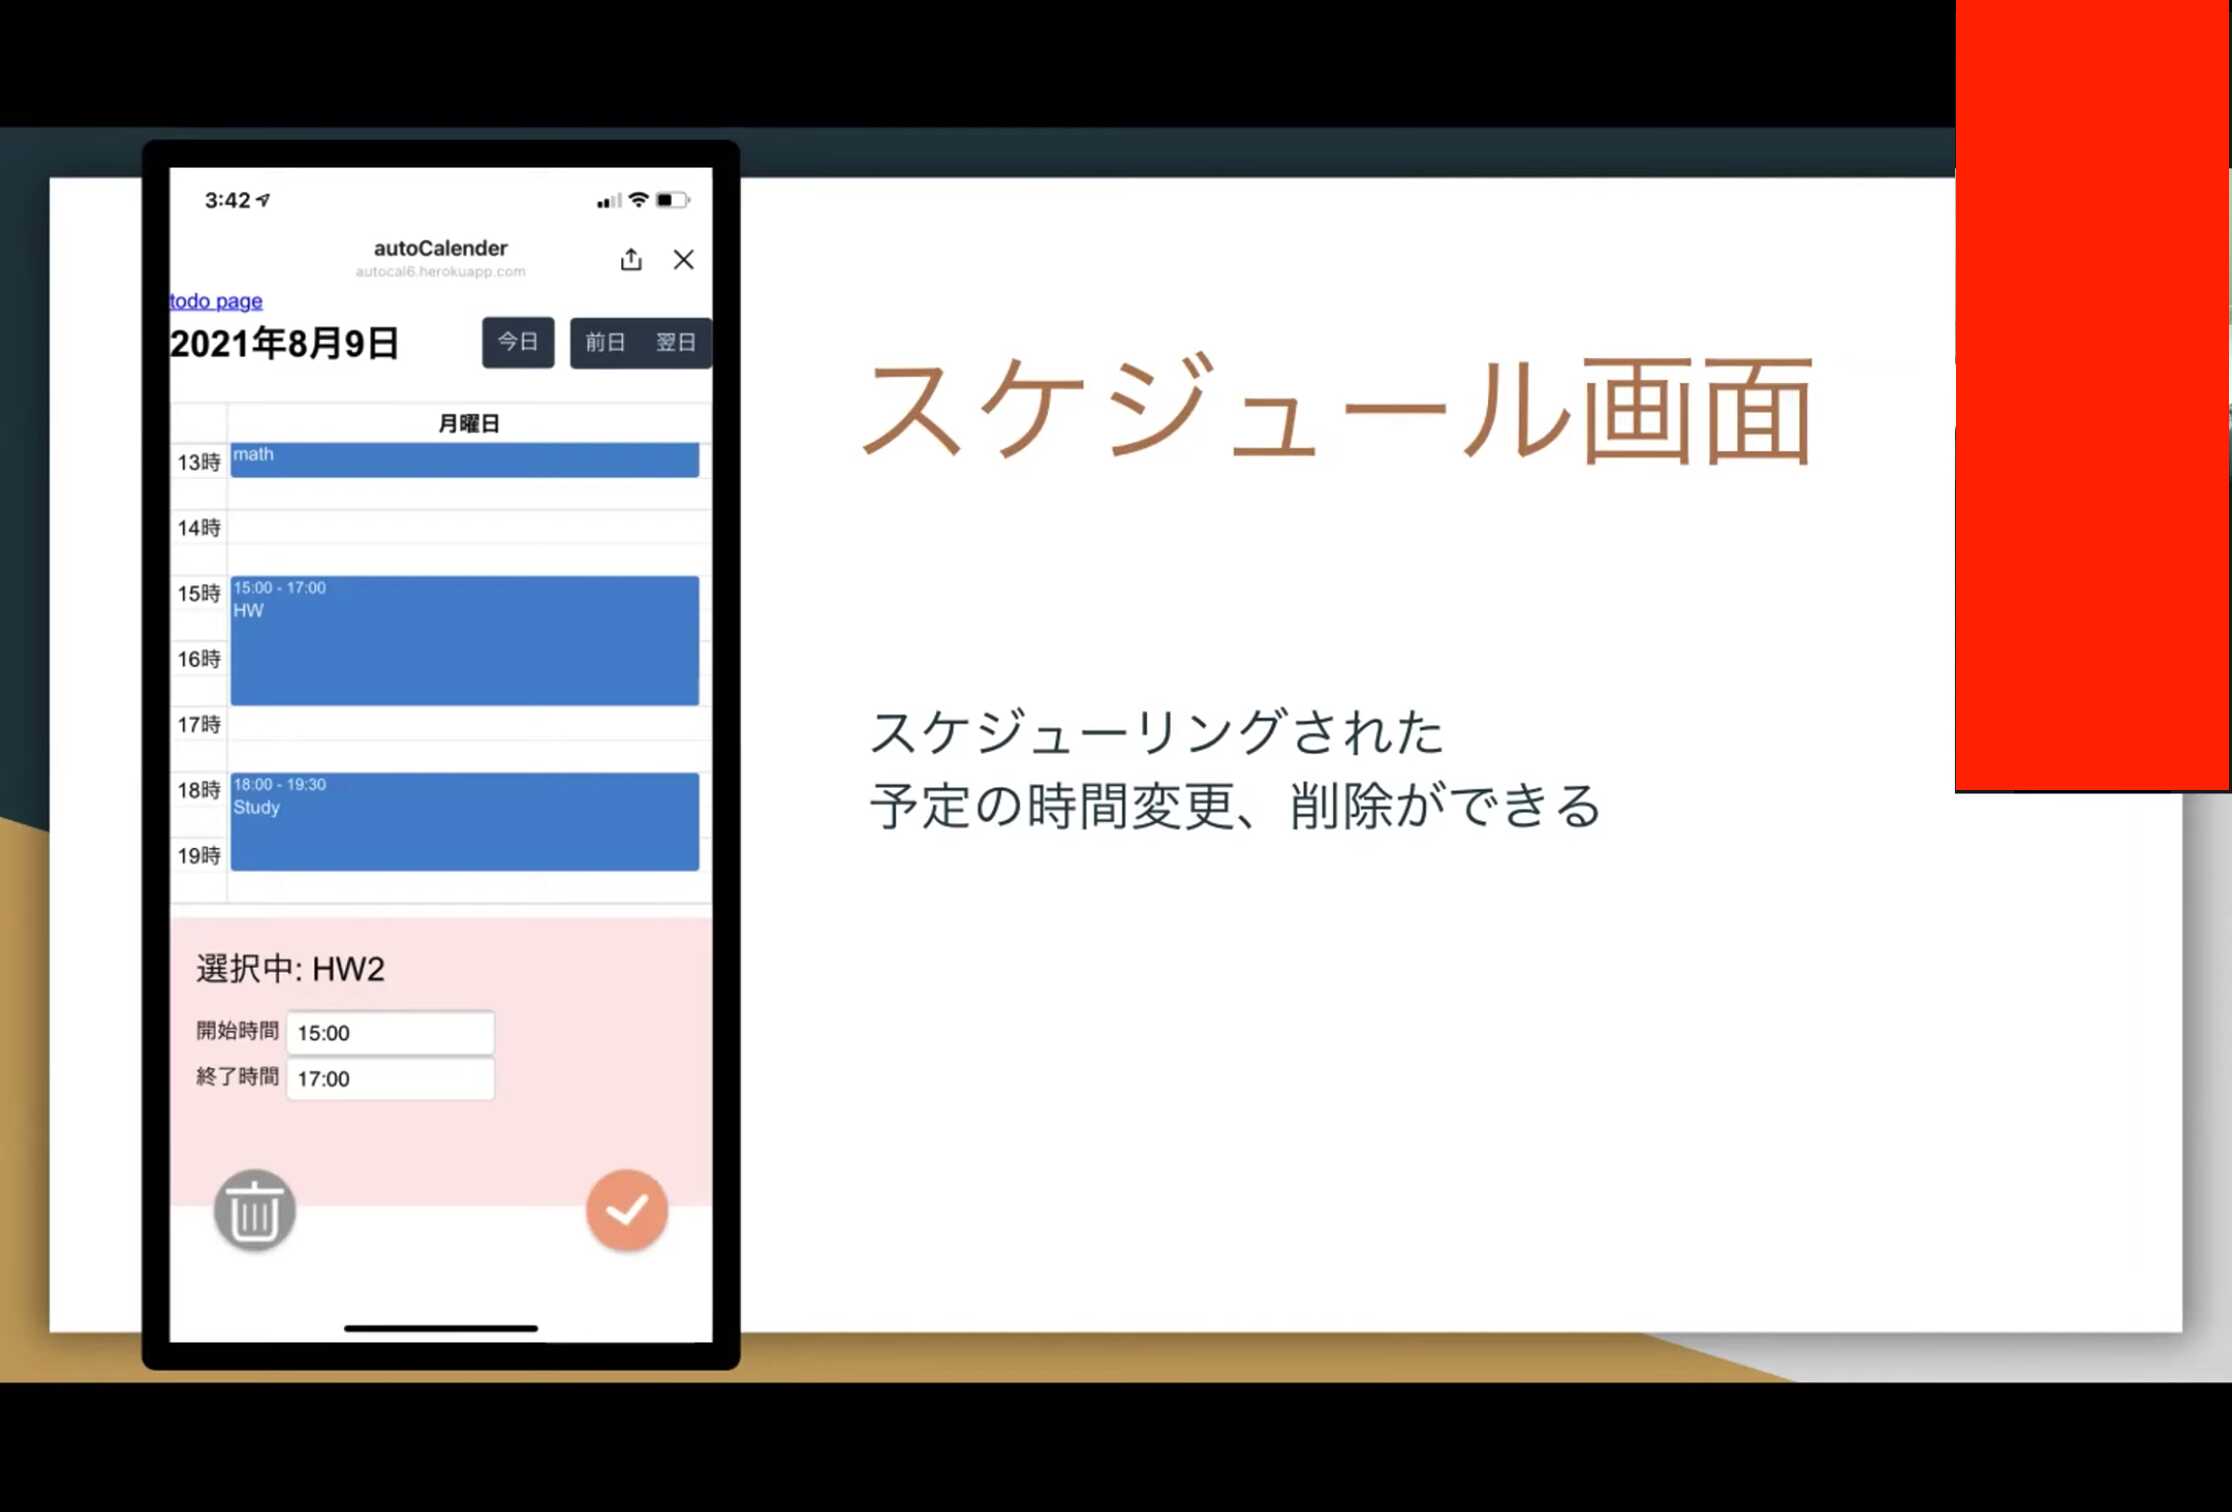 3:42
autoCalender
autocal6.herokuapp.com
todo page
2021年8月9日
今日
前日
翌日
月曜日
13時
math
14時
15時
15:00 - 17:00
HW
16時
17時
18時
18:00 - 19:30
Study
19時
選択中: HW2
開始時間 15:00
終了時間 17:00
スケジュール画面
スケジューリングされた
予定の時間変更、削除ができる